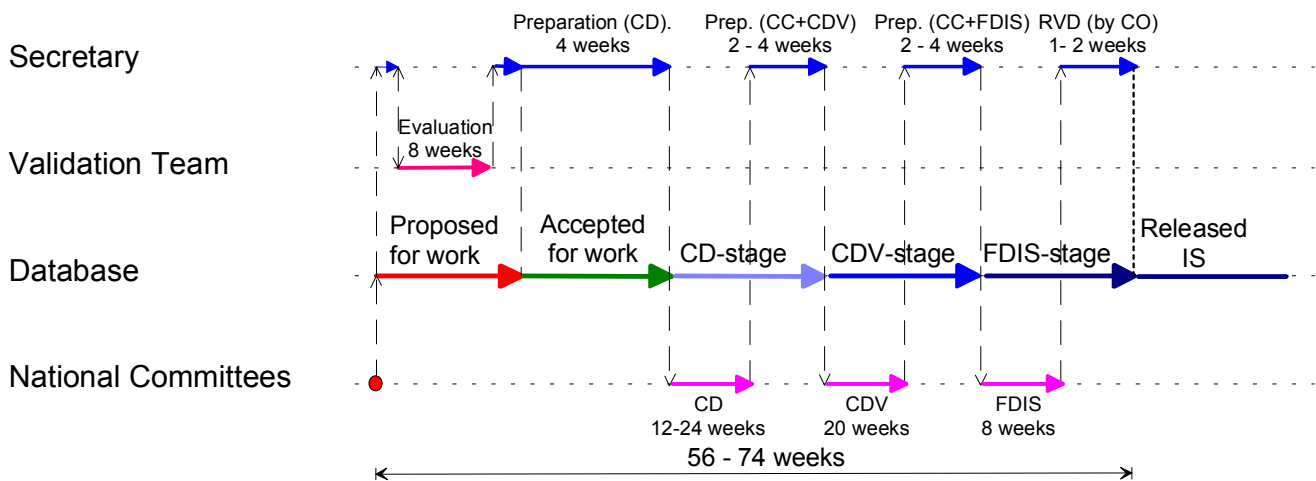 Preparation (CD).
4 weeks
Prep. (CC+CDV)
2 - 4 weeks
Prep. (CC+FDIS)
2 - 4 weeks
RVD (by CO)
1- 2 weeks
Secretary
Evaluation
8 weeks
Validation Team
Proposed
for work
Accepted
for work
CD-stage
CDV-stage
FDIS-stage
Released
IS
Database
National Committees
CD
12-24 weeks
CDV
20 weeks
FDIS
8 weeks
56 - 74 weeks